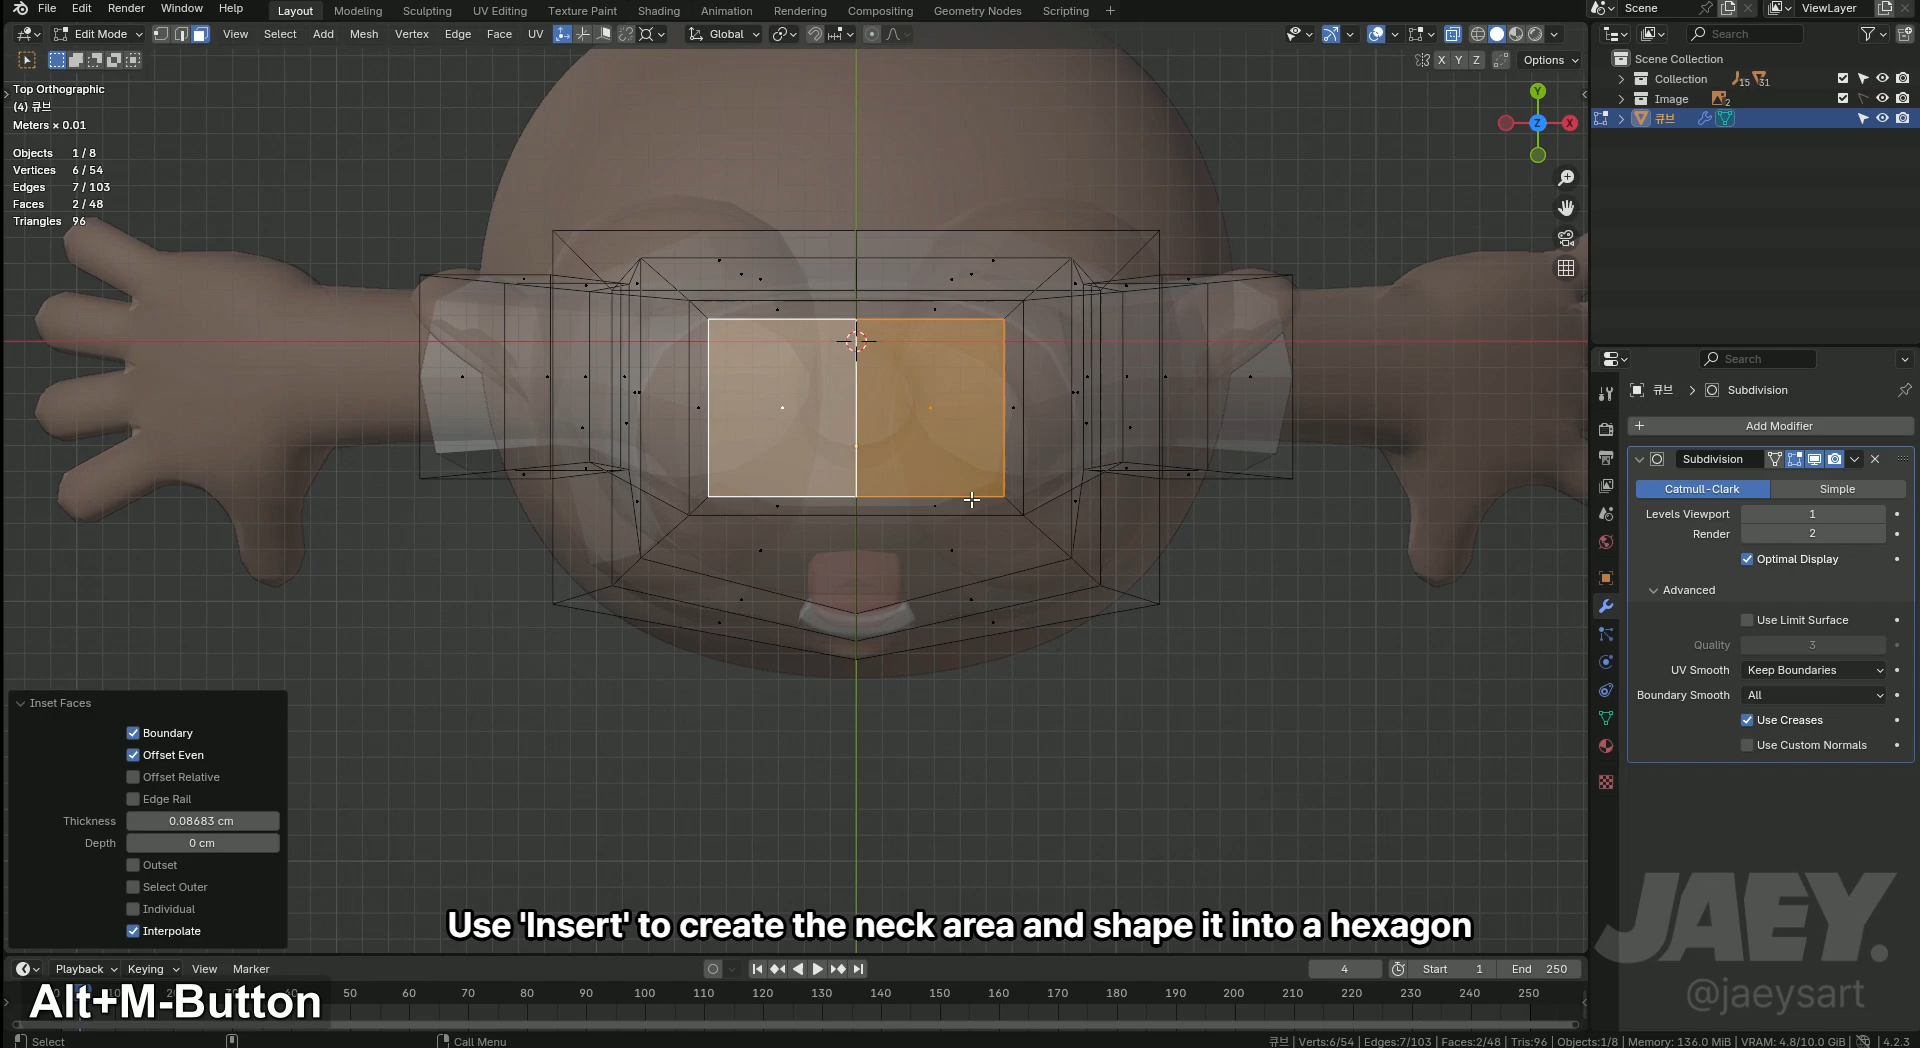 File Edit Render Window Help Layout Modeling Sculpting UV Editing Texture Paint Shading Animation Rendering Compositing Geometry Nodes Scripting + Scene ViewLayer
Edit Mode View Select Add Mesh Vertex Edge Face UV Global Search
X Y Z Options
Top Orthographic
(4) 큐브
Meters × 0.01
Objects 1 / 8
Vertices 6 / 54
Edges 7 / 103
Faces 2 / 48
Triangles 96
Y
Z
X
Scene Collection
Collection 15 31
Image 2
큐브
Search
큐브 > Subdivision
+ Add Modifier
Subdivision
Catmull-Clark Simple
Levels Viewport 1
Render 2
Optimal Display
Advanced
Use Limit Surface
Quality 3
UV Smooth Keep Boundaries
Boundary Smooth All
Use Creases
Use Custom Normals
Inset Faces
Boundary
Offset Even
Offset Relative
Edge Rail
Thickness 0.08683 cm
Depth 0 cm
Outset
Select Outer
Individual
Interpolate
Use 'Insert' to create the neck area and shape it into a hexagon
JAEY.
@jaeysart
Playback Keying View Marker 4 Start 1 End 250
50 60 70 80 90 100 110 120 130 140 150 160 170 180 190 200 210 220 230 240 250
Alt+M-Button
Select Call Menu 큐브 | Verts:6/54 | Edges:7/103 | Faces:2/48 | Tris:96 | Objects:1/8 | Memory: 136.0 MiB | VRAM: 4.8/10.0 GiB | 4.2.3